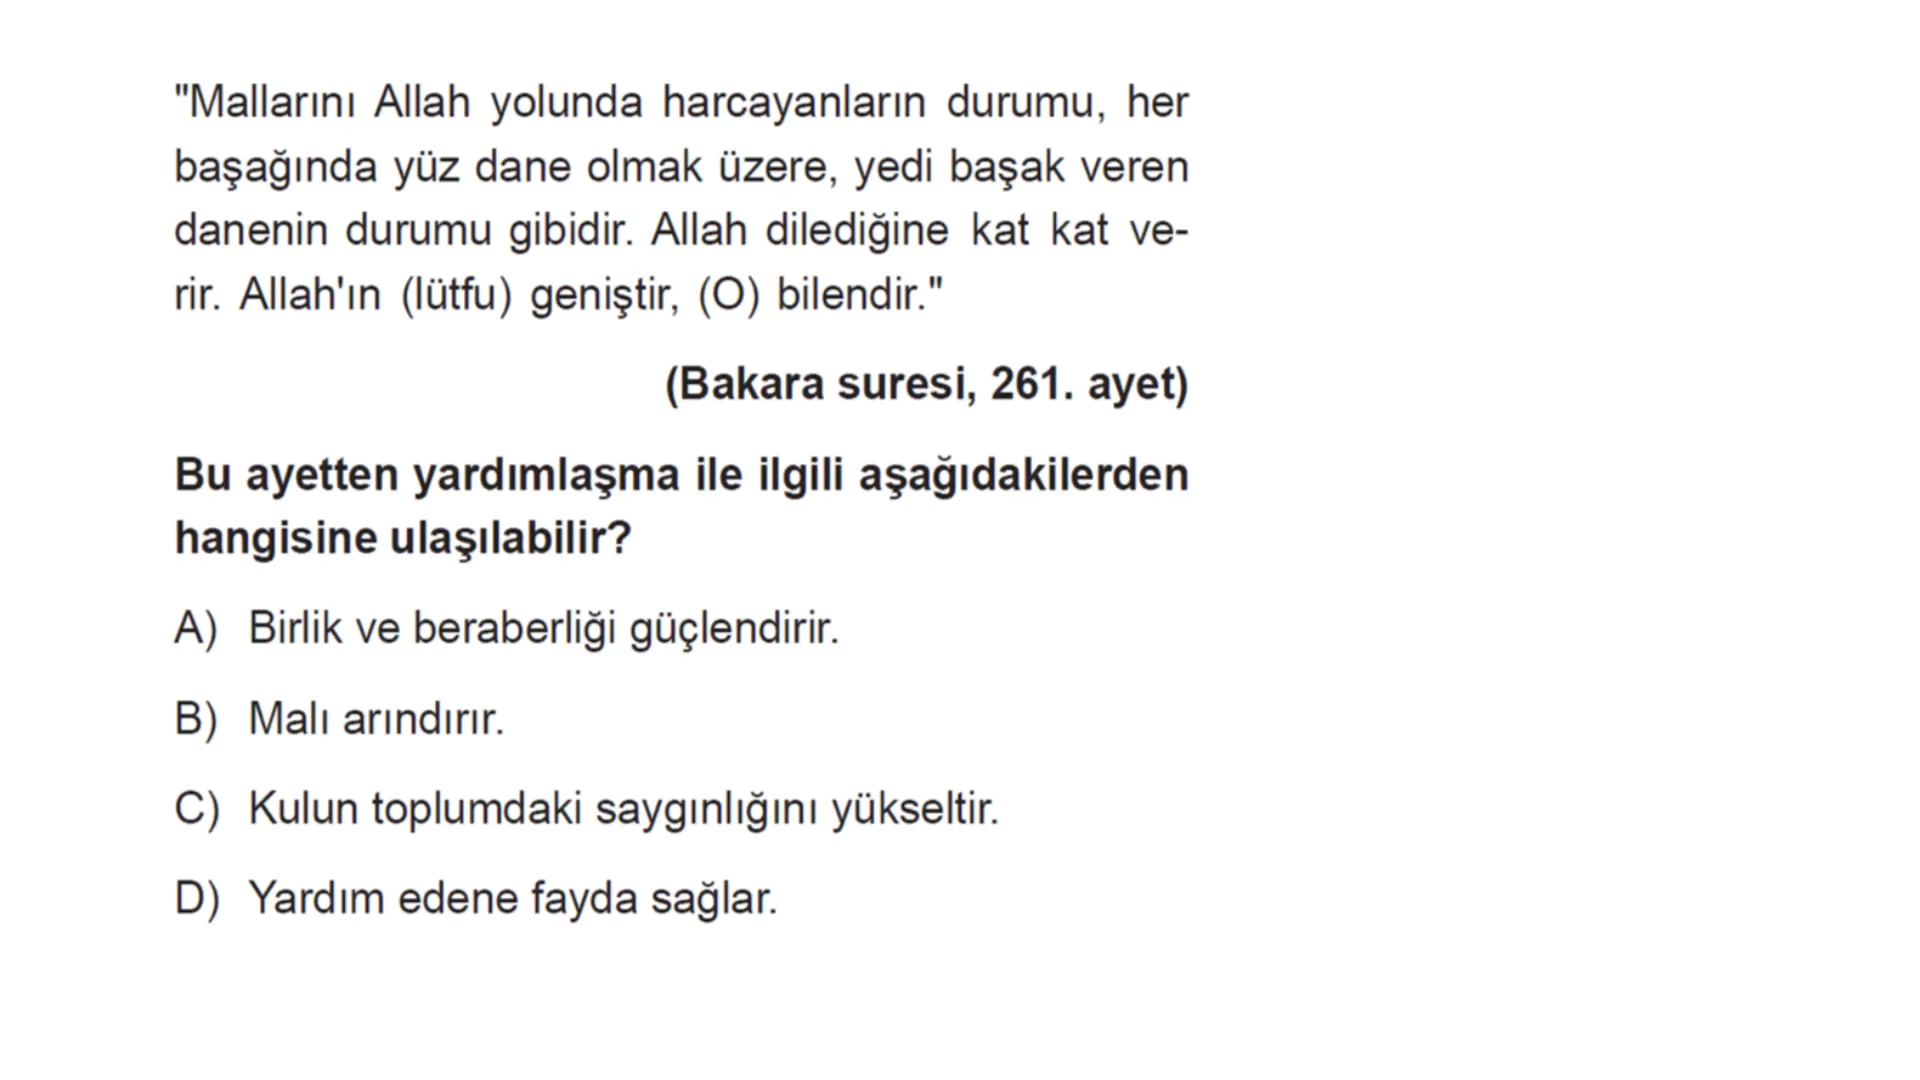 "Mallarını Allah yolunda harcayanların durumu, her
başağında yüz dane olmak üzere, yedi başak veren
danenin durumu gibidir. Allah dilediğine kat kat ve-
rir. Allah'ın (lütfu) geniştir, (O) bilendir."
(Bakara suresi, 261. ayet)
Bu ayetten yardımlaşma ile ilgili aşağıdakilerden
hangisine ulaşılabilir?
A) Birlik ve beraberliği güçlendirir.
B) Malı arındırır.
C) Kulun toplumdaki saygınlığını yükseltir.
D) Yardım edene fayda sağlar.